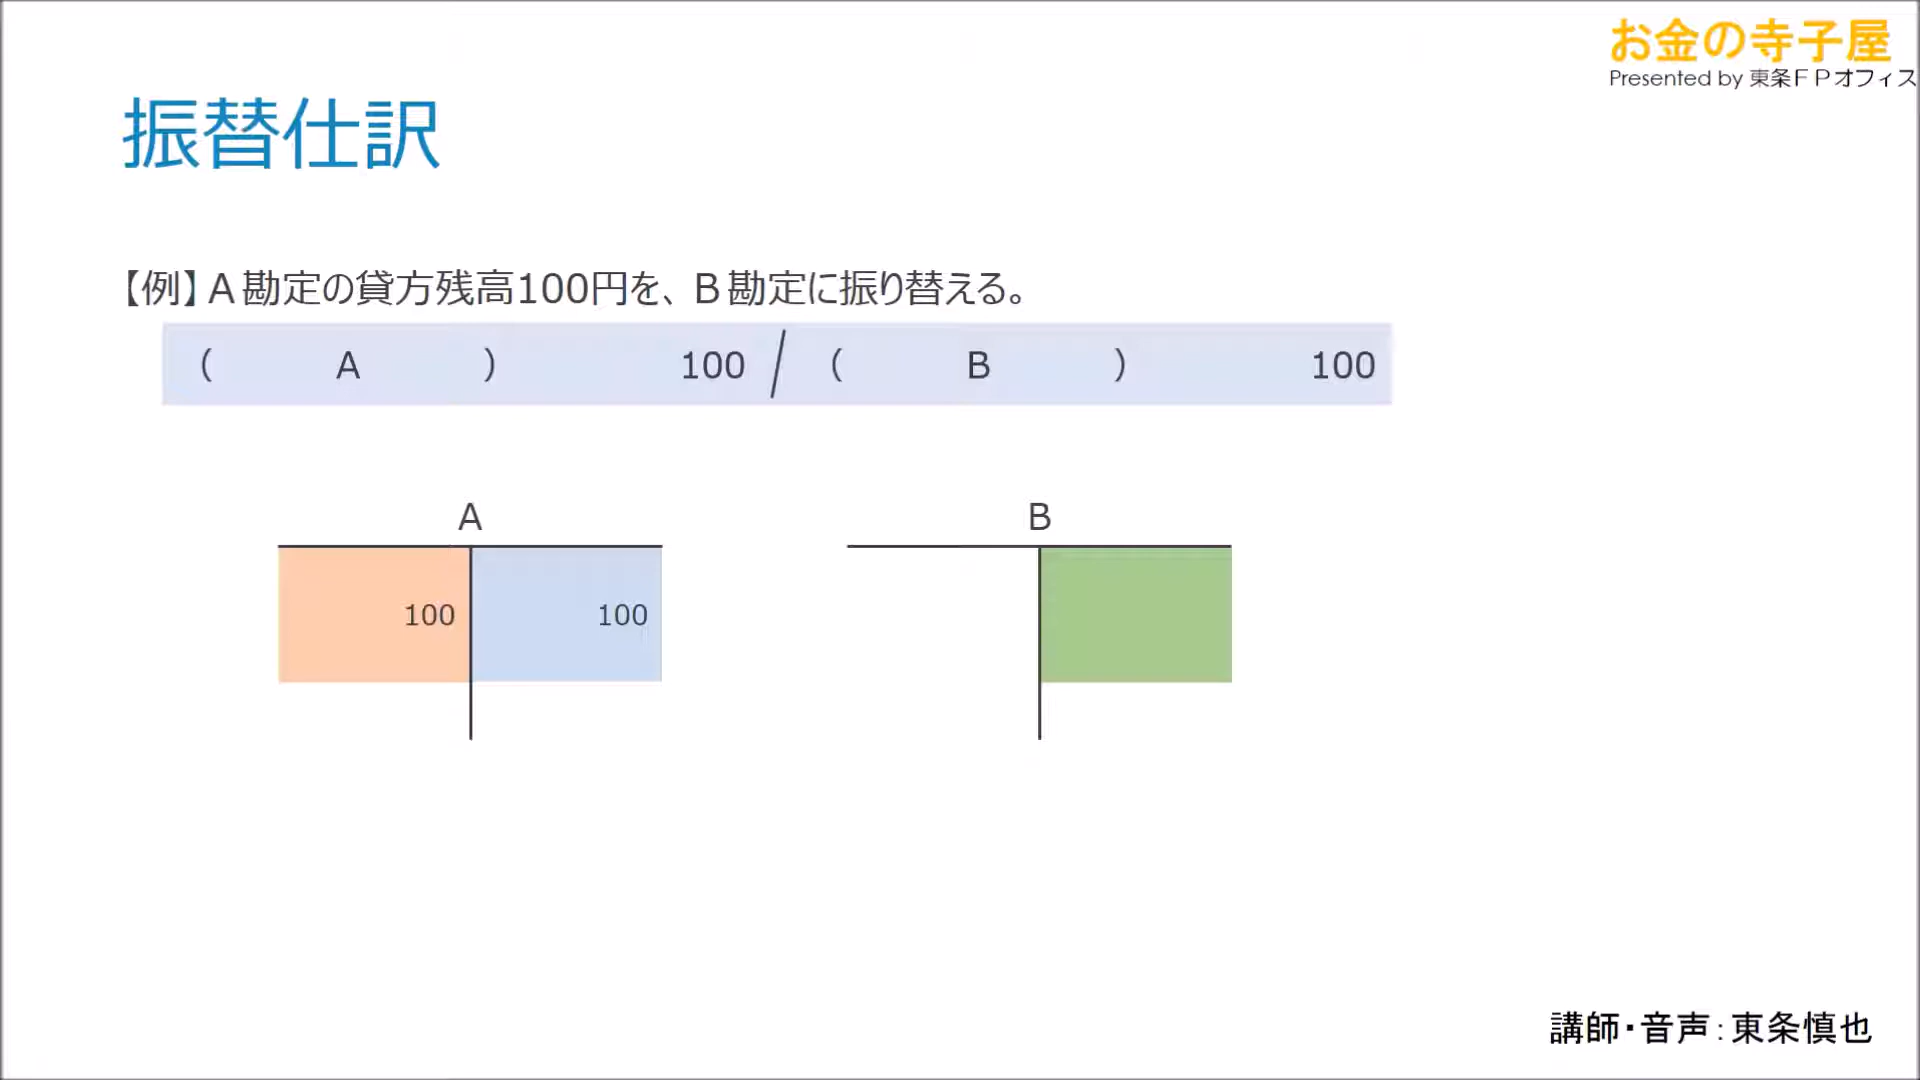 お金の寺子屋
Presented by 東条ＦＰオフィス
振替仕訳
【例】Ａ勘定の貸方残高100円を、Ｂ勘定に振り替える。
（ A ） 100 / （ B ） 100
A B
100 100
講師・音声：東条慎也